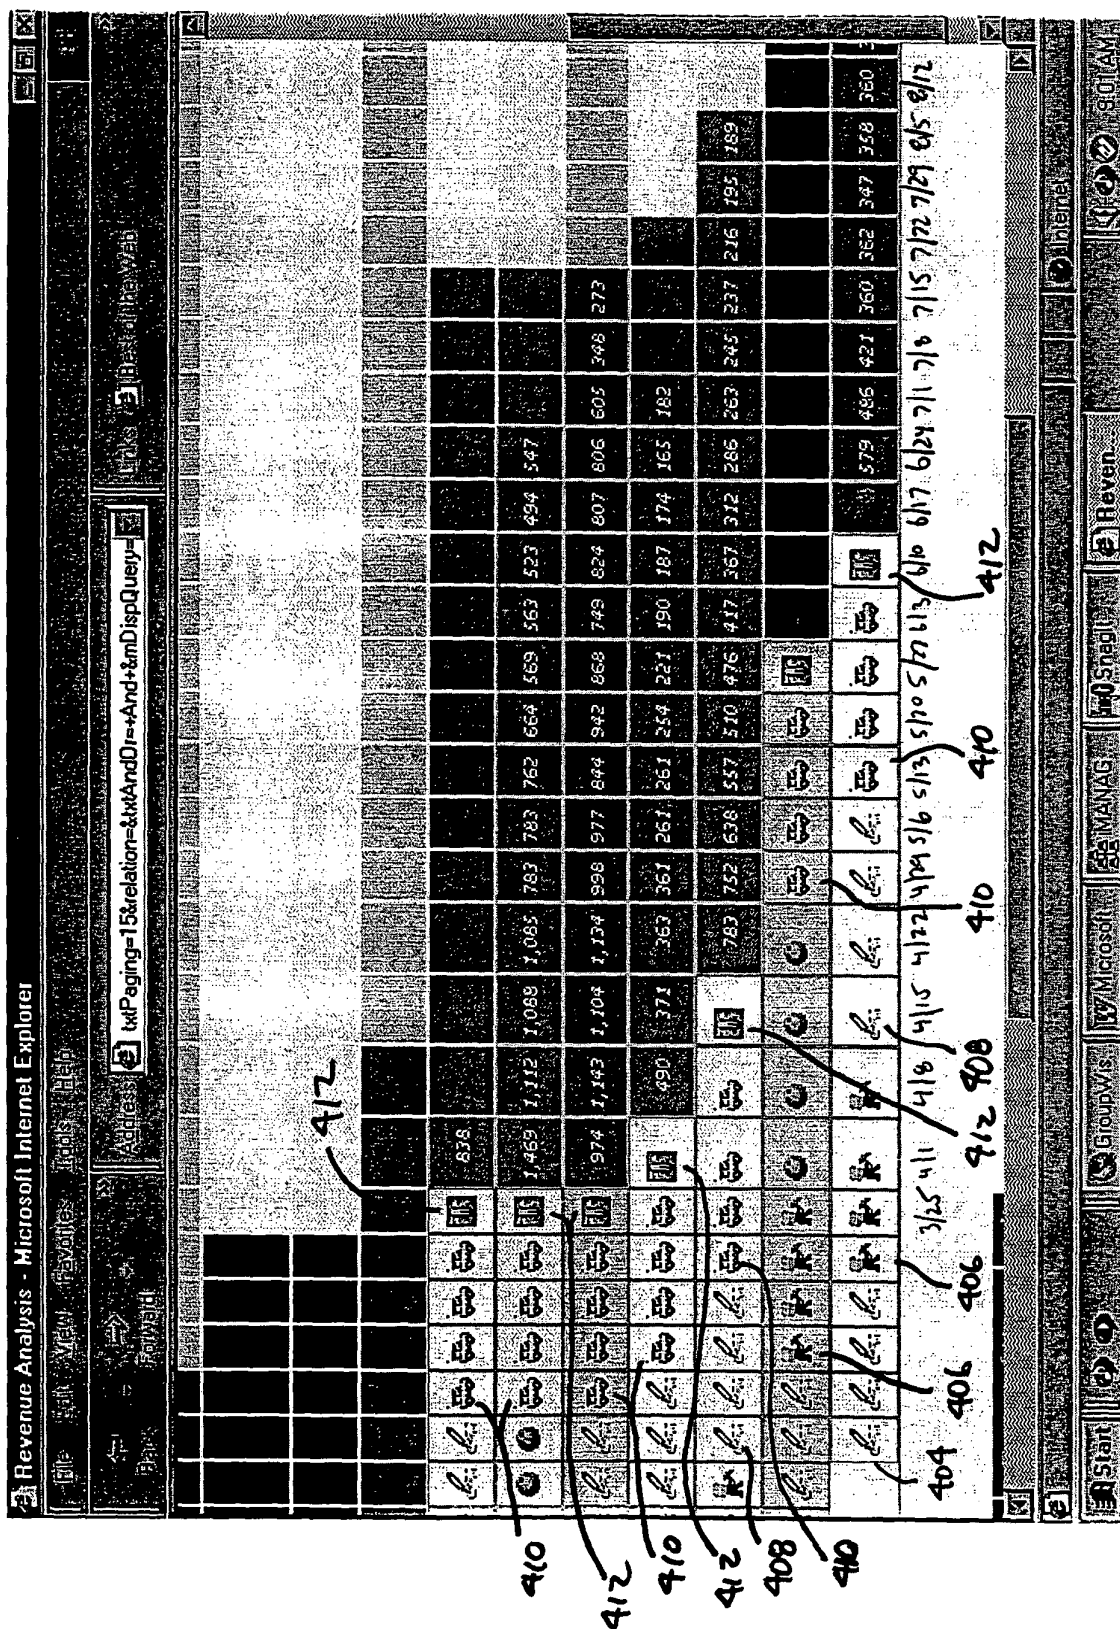 Revenue Analysis - Microsoft Internet Explorer
File Edit View Favorites Tools Help
Back Forward Address txtPaging=15&relation=&txtAndOr=+And+&mDispQuery= Links Best of the Web
412
838
1,469 1,112 1,089 1,085 783 783 762 664 569 563 523 494 547
974 1,143 1,104 1,134 998 977 844 942 868 749 824 807 806 605 348 273
490 371 363 361 261 261 254 221 190 187 174 165 182
783 752 638 557 510 476 417 367 312 286 263 245 237 216 195 189
579 496 421 360 362 347 338 360
3/25 4/1 4/8 4/15 4/22 4/29 5/6 5/13 5/20 5/27 6/3 6/10 6/17 6/24 7/1 7/8 7/15 7/22 7/29 8/5 8/12
410
412
410
412
408
410
404
406
406
412
408
410
410
412
Internet
Start GroupWis... Microsoft... MANAG... SnagIt... Reven... 9:01 AM